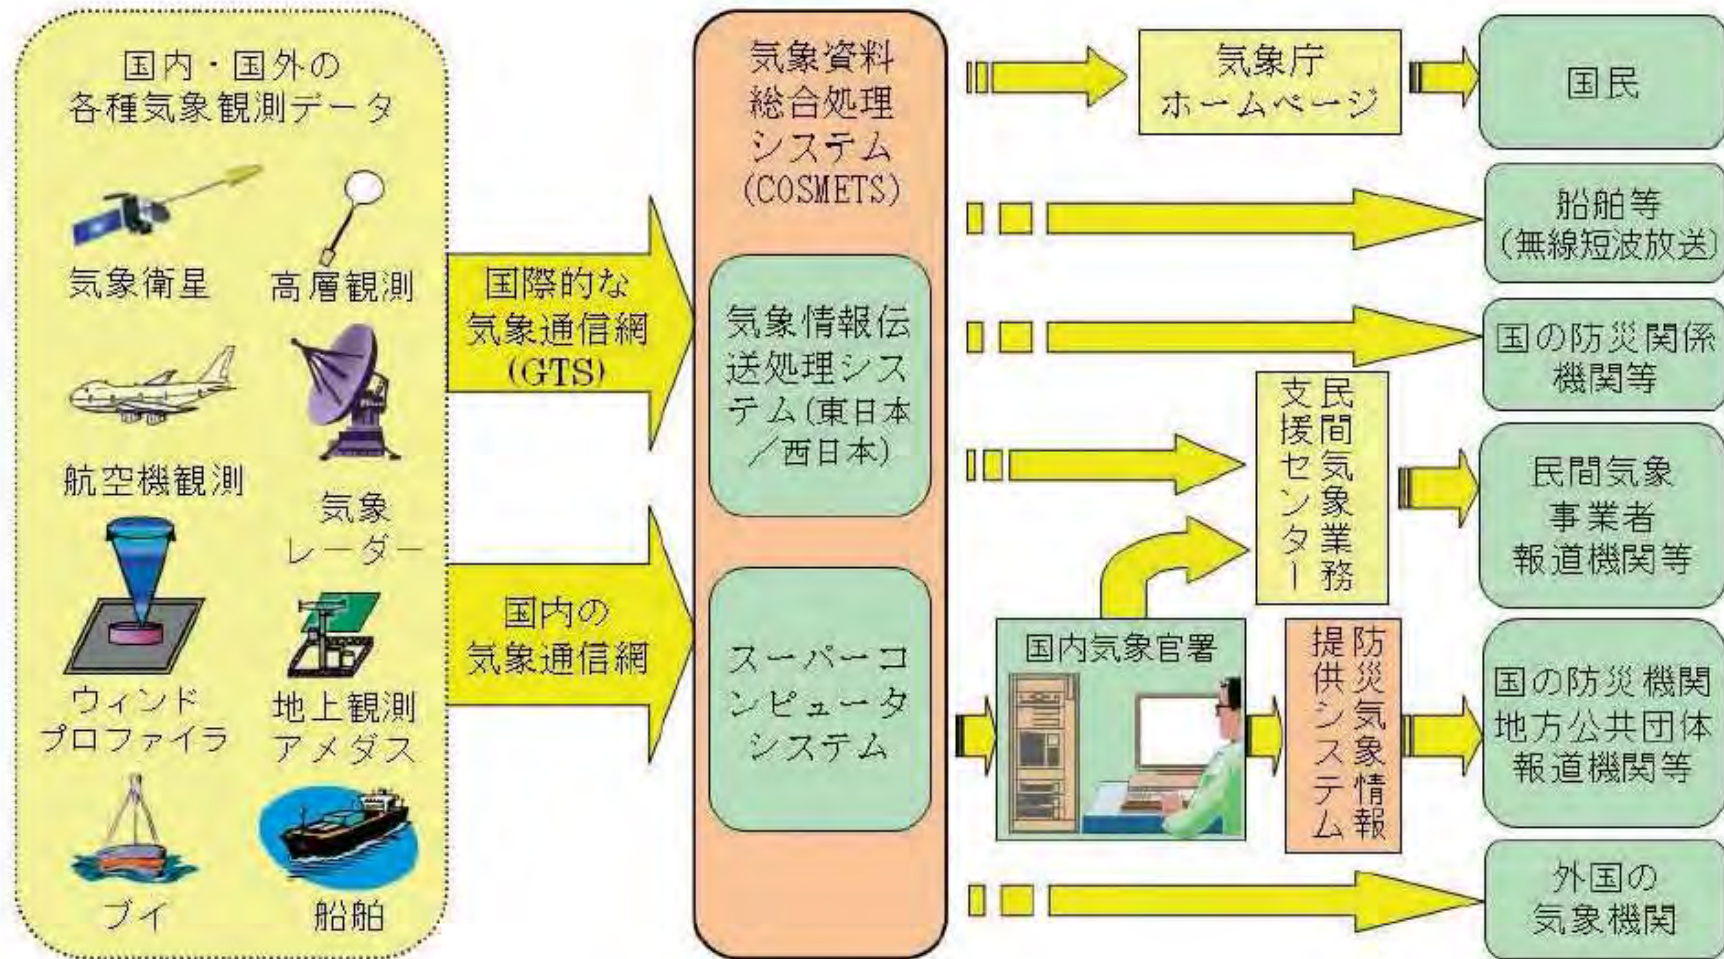 国内・国外の
各種気象観測データ
気象衛星
高層観測
航空機観測
気象
レーダー
ウィンド
プロファイラ
地上観測
アメダス
ブイ
船舶
国際的な
気象通信網
(GTS)
国内の
気象通信網
気象資料
総合処理
システム
(COSMETS)
気象情報伝
送処理シス
テム(東日本
／西日本)
スーパーコ
ンピュータ
システム
気象庁
ホームページ
国民
船舶等
(無線短波放送)
国の防災関係
機関等
民間気象業務
支援センター
民間気象
事業者
報道機関等
国内気象官署
防災気象情報
提供システム
国の防災機関
地方公共団体
報道機関等
外国の
気象機関